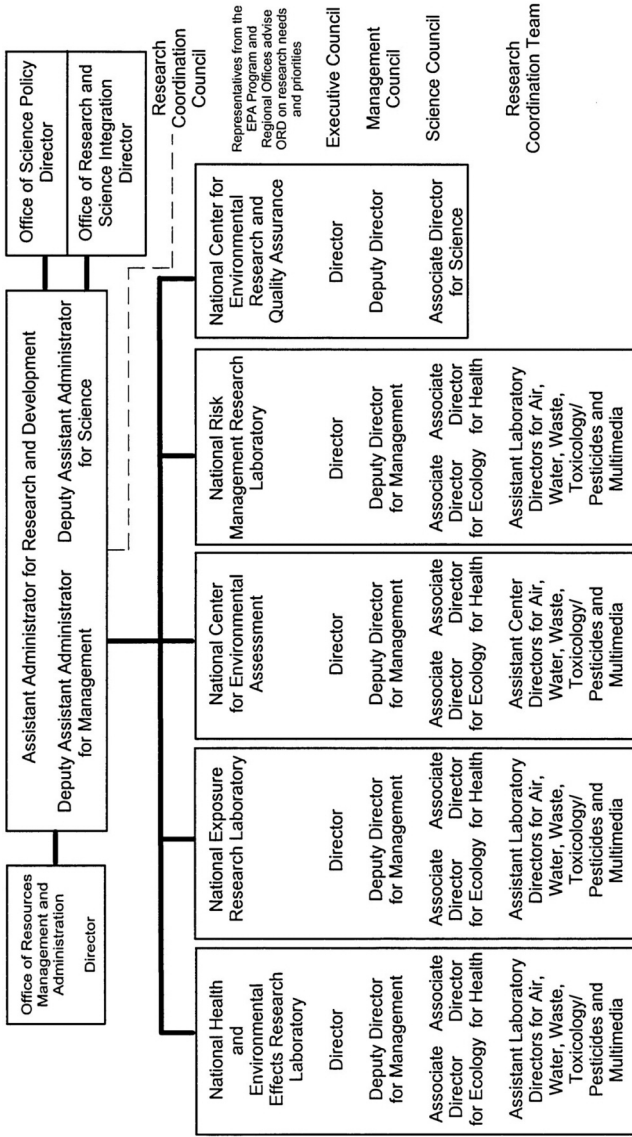 Office of Resources
Management and
Administration
Director
Assistant Administrator for Research and Development
Deputy Assistant Administrator
for Management
Deputy Assistant Administrator
for Science
Office of Science Policy
Director
Office of Research and
Science Integration
Director
National Health
and
Environmental
Effects Research
Laboratory
Director
Deputy Director
for Management
Associate Director
for Ecology
Associate Director
for Health
Assistant Laboratory
Directors for Air,
Water, Waste,
Toxicology/
Pesticides and
Multimedia
National Exposure
Research Laboratory
Director
Deputy Director
for Management
Associate Director
for Ecology
Associate Director
for Health
Assistant Laboratory
Directors for Air,
Water, Waste,
Toxicology/
Pesticides and
Multimedia
National Center
for Environmental
Assessment
Director
Deputy Director
for Management
Associate Director
for Ecology
Associate Director
for Health
Assistant Center
Directors for Air,
Water, Waste,
Toxicology/
Pesticides and
Multimedia
National Risk
Management Research
Laboratory
Director
Deputy Director
for Management
Associate Director
for Ecology
Associate Director
for Health
Assistant Laboratory
Directors for Air,
Water, Waste,
Toxicology/
Pesticides and
Multimedia
National Center for
Environmental
Research and
Quality Assurance
Director
Deputy Director
Associate Director
for Science
Research
Coordination
Council
Representatives from the
EPA Program and
Regional Offices advise
ORD on research needs
and priorities
Executive Council
Management
Council
Science Council
Research
Coordination Team